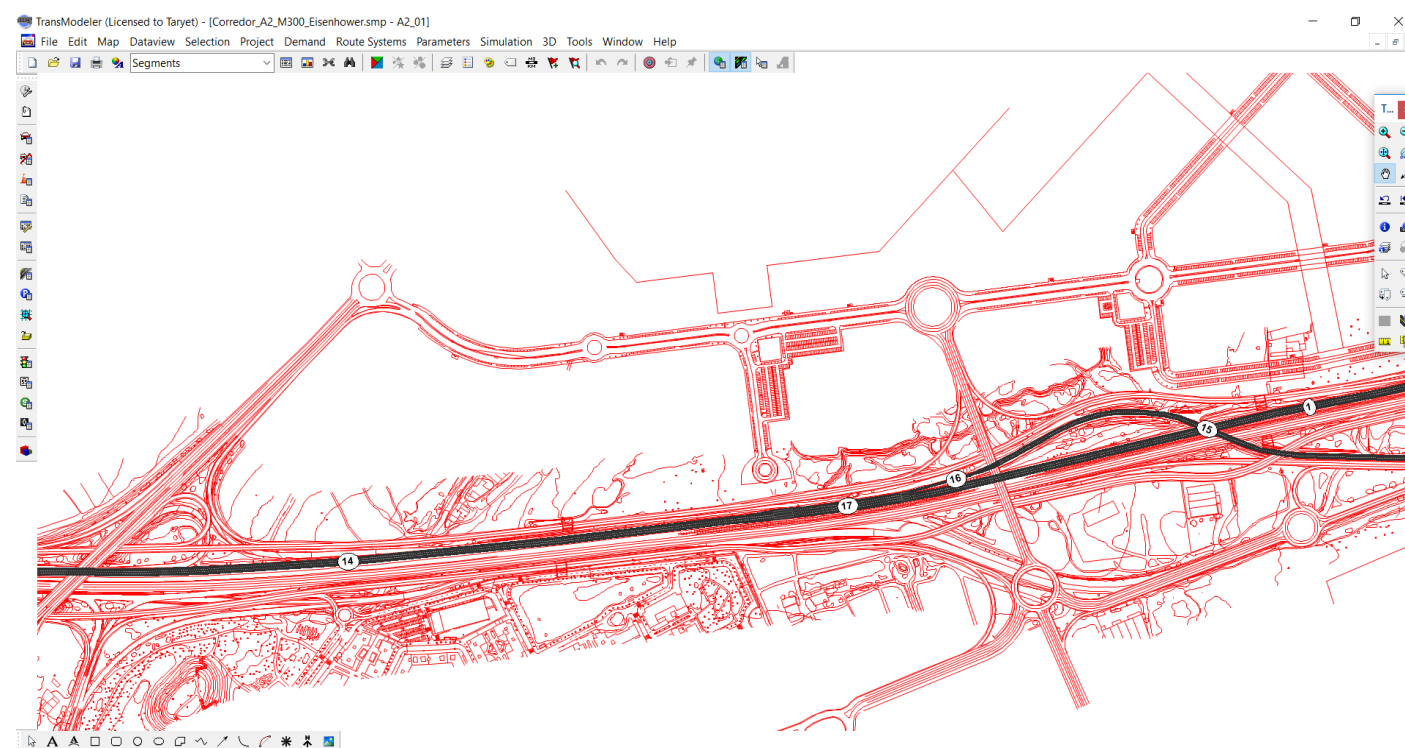 TransModeler (Licensed to Taryet) - [Corredor_A2_M300_Eisenhower.smp - A2_01]
File Edit Map Dataview Selection Project Demand Route Systems Parameters Simulation 3D Tools Window Help
Segments
T...
1
15
16
17
14